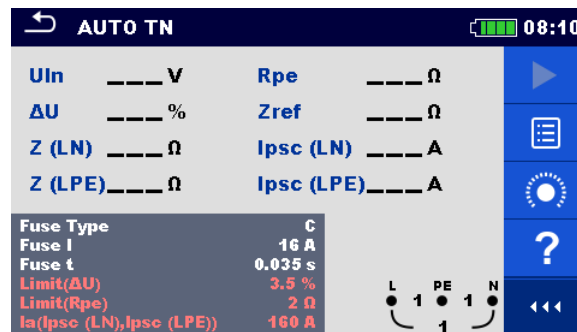 AUTO TN 08:10
Uln ___V Rpe ___Ω
ΔU ___% Zref ___Ω
Z (LN) ___Ω Ipsc (LN) ___A
Z (LPE)___Ω Ipsc (LPE)___A
Fuse Type C
Fuse I 16 A
Fuse t 0.035 s
Limit(ΔU) 3.5 %
Limit(Rpe) 2 Ω
Ia(Ipsc (LN),Ipsc (LPE)) 160 A
?
L PE N
1 1
1